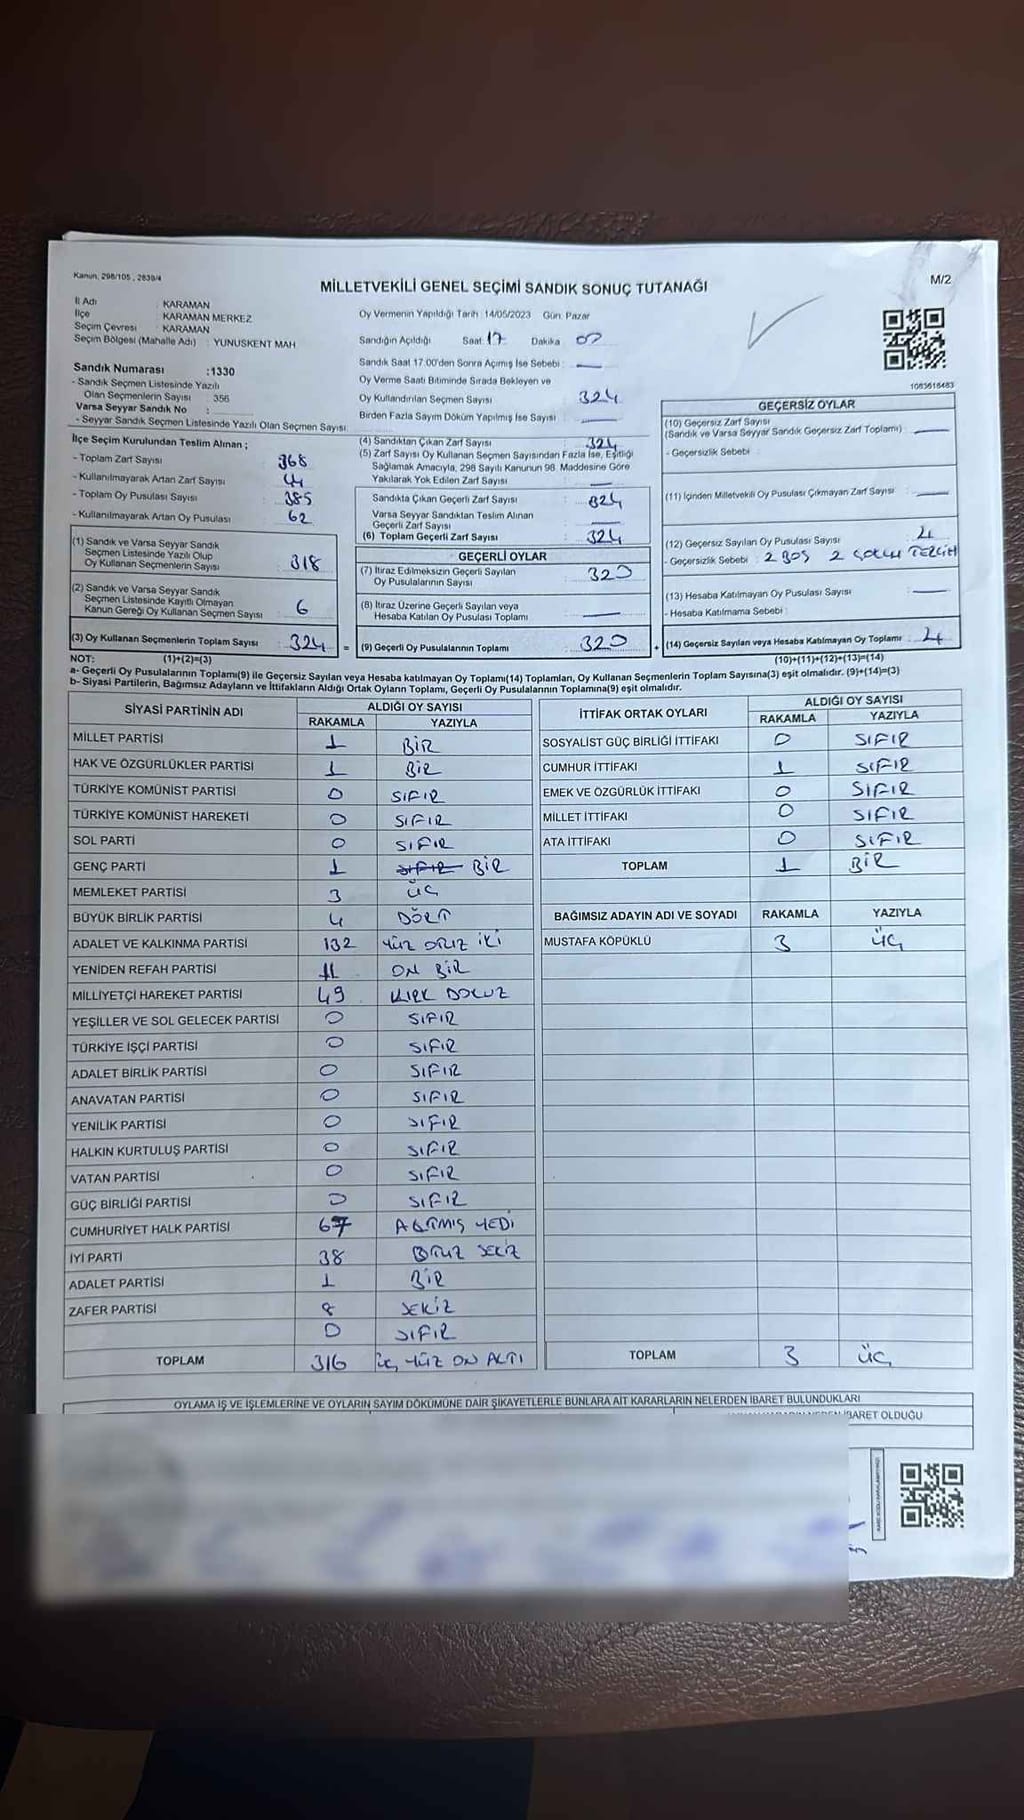 Kanun, 298/105 , 2839/4
MİLLETVEKİLİ GENEL SEÇİMİ SANDIK SONUÇ TUTANAĞI
M/2
İl Adı : KARAMAN
İlçe : KARAMAN MERKEZ
Seçim Çevresi : KARAMAN
Seçim Bölgesi (Mahalle Adı) : YUNUSKENT MAH
Sandık Numarası :1330
- Sandık Seçmen Listesinde Yazılı
Olan Seçmenlerin Sayısı : 356
Varsa Seyyar Sandık No :
- Seyyar Sandık Seçmen Listesinde Yazılı Olan Seçmen Sayısı:
Oy Vermenin Yapıldığı Tarih :14/05/2023 Gün: Pazar
Sandığın Açıldığı Saat 17 Dakika
Sandık Saat 17:00'den Sonra Açımış İse Sebebi :
Oy Verme Saati Bitiminde Sırada Bekleyen ve
Oy Kullandırılan Seçmen Sayısı : 324
Birden Fazla Sayım Döküm Yapılmış İse Sayısı :
1083616483
İlçe Seçim Kurulundan Teslim Alınan ;
- Toplam Zarf Sayısı : 368
- Kullanılmayarak Artan Zarf Sayısı : 44
- Toplam Oy Pusulası Sayısı : 385
- Kullanılmayarak Artan Oy Pusulası : 62
(1) Sandık ve Varsa Seyyar Sandık
Seçmen Listesinde Yazılı Olup
Oy Kullanan Seçmenlerin Sayısı : 318
(2) Sandık ve Varsa Seyyar Sandık
Seçmen Listesinde Kayıtlı Olmayan
Kanun Gereği Oy Kullanan Seçmen Sayısı : 6
(3) Oy Kullanan Seçmenlerin Toplam Sayısı : 324 =
(4) Sandıktan Çıkan Zarf Sayısı : 324
(5) Zarf Sayısı Oy Kullanan Seçmen Sayısından Fazla İse, Eşitliği
Sağlamak Amacıyla, 298 Sayılı Kanunun 98. Maddesine Göre
Yakılarak Yok Edilen Zarf Sayısı :
Sandıkta Çıkan Geçerli Zarf Sayısı : 324
Varsa Seyyar Sandıktan Teslim Alınan
Geçerli Zarf Sayısı :
(6) Toplam Geçerli Zarf Sayısı : 324
GEÇERLİ OYLAR
(7) İtiraz Edilmeksizin Geçerli Sayılan
Oy Pusulalarının Sayısı : 320
(8) İtiraz Üzerine Geçerli Sayılan veya
Hesaba Katılan Oy Pusulası Toplamı :
(9) Geçerli Oy Pusulalarının Toplamı : 320 +
GEÇERSİZ OYLAR
(10) Geçersiz Zarf Sayısı
(Sandık ve Varsa Seyyar Sandık Geçersiz Zarf Toplamı) :
- Geçersizlik Sebebi :
(11) İçinden Milletvekili Oy Pusulası Çıkmayan Zarf Sayısı :
(12) Geçersiz Sayılan Oy Pusulası Sayısı : 4
- Geçersizlik Sebebi : 2 BOŞ 2 ÇOKLU TERCİH
(13) Hesaba Katılmayan Oy Pusulası Sayısı :
- Hesaba Katılmama Sebebi :
(14) Geçersiz Sayılan veya Hesaba Katılmayan Oy Toplamı : 4
NOT: (1)+(2)=(3) (10)+(11)+(12)+(13)=(14)
a- Geçerli Oy Pusulalarının Toplamı(9) ile Geçersiz Sayılan veya Hesaba katılmayan Oy Toplamı(14) Toplamları, Oy Kullanan Seçmenlerin Toplam Sayısına(3) eşit olmalıdır. (9)+(14)=(3)
b- Siyasi Partilerin, Bağımsız Adayların ve İttifakların Aldığı Ortak Oyların Toplamı, Geçerli Oy Pusulalarının Toplamına(9) eşit olmalıdır.
SİYASİ PARTİNİN ADI ALDIĞI OY SAYISI
RAKAMLA YAZIYLA
MİLLET PARTİSİ 1 BİR
HAK VE ÖZGÜRLÜKLER PARTİSİ 1 BİR
TÜRKİYE KOMÜNİST PARTİSİ 0 SIFIR
TÜRKİYE KOMÜNİST HAREKETİ 0 SIFIR
SOL PARTİ 0 SIFIR
GENÇ PARTİ 1 SIFIR BİR
MEMLEKET PARTİSİ 3 ÜÇ
BÜYÜK BİRLİK PARTİSİ 4 DÖRT
ADALET VE KALKINMA PARTİSİ 132 YÜZ OTUZ İKİ
YENİDEN REFAH PARTİSİ 11 ON BİR
MİLLİYETÇİ HAREKET PARTİSİ 49 KIRK DOKUZ
YEŞİLLER VE SOL GELECEK PARTİSİ 0 SIFIR
TÜRKİYE İŞÇİ PARTİSİ 0 SIFIR
ADALET BİRLİK PARTİSİ 0 SIFIR
ANAVATAN PARTİSİ 0 SIFIR
YENİLİK PARTİSİ 0 SIFIR
HALKIN KURTULUŞ PARTİSİ 0 SIFIR
VATAN PARTİSİ 0 SIFIR
GÜÇ BİRLİĞİ PARTİSİ 0 SIFIR
CUMHURİYET HALK PARTİSİ 67 ALTMIŞ YEDİ
İYİ PARTİ 38 OTUZ SEKİZ
ADALET PARTİSİ 1 BİR
ZAFER PARTİSİ 8 SEKİZ
0 SIFIR
TOPLAM 316 ÜÇ YÜZ ON ALTI
İTTİFAK ORTAK OYLARI ALDIĞI OY SAYISI
RAKAMLA YAZIYLA
SOSYALİST GÜÇ BİRLİĞİ İTTİFAKI 0 SIFIR
CUMHUR İTTİFAKI 1 SIFIR
EMEK VE ÖZGÜRLÜK İTTİFAKI 0 SIFIR
MİLLET İTTİFAKI 0 SIFIR
ATA İTTİFAKI 0 SIFIR
TOPLAM 1 BİR
BAĞIMSIZ ADAYIN ADI VE SOYADI RAKAMLA YAZIYLA
MUSTAFA KÖPÜKLÜ 3 ÜÇ
TOPLAM 3 ÜÇ
OYLAMA İŞ VE İŞLEMLERİNE VE OYLARIN SAYIM DÖKÜMÜNE DAİR ŞİKAYETLERLE BUNLARA AİT KARARLARIN NELERDEN İBARET BULUNDUKLARI
İBARET OLDUĞU